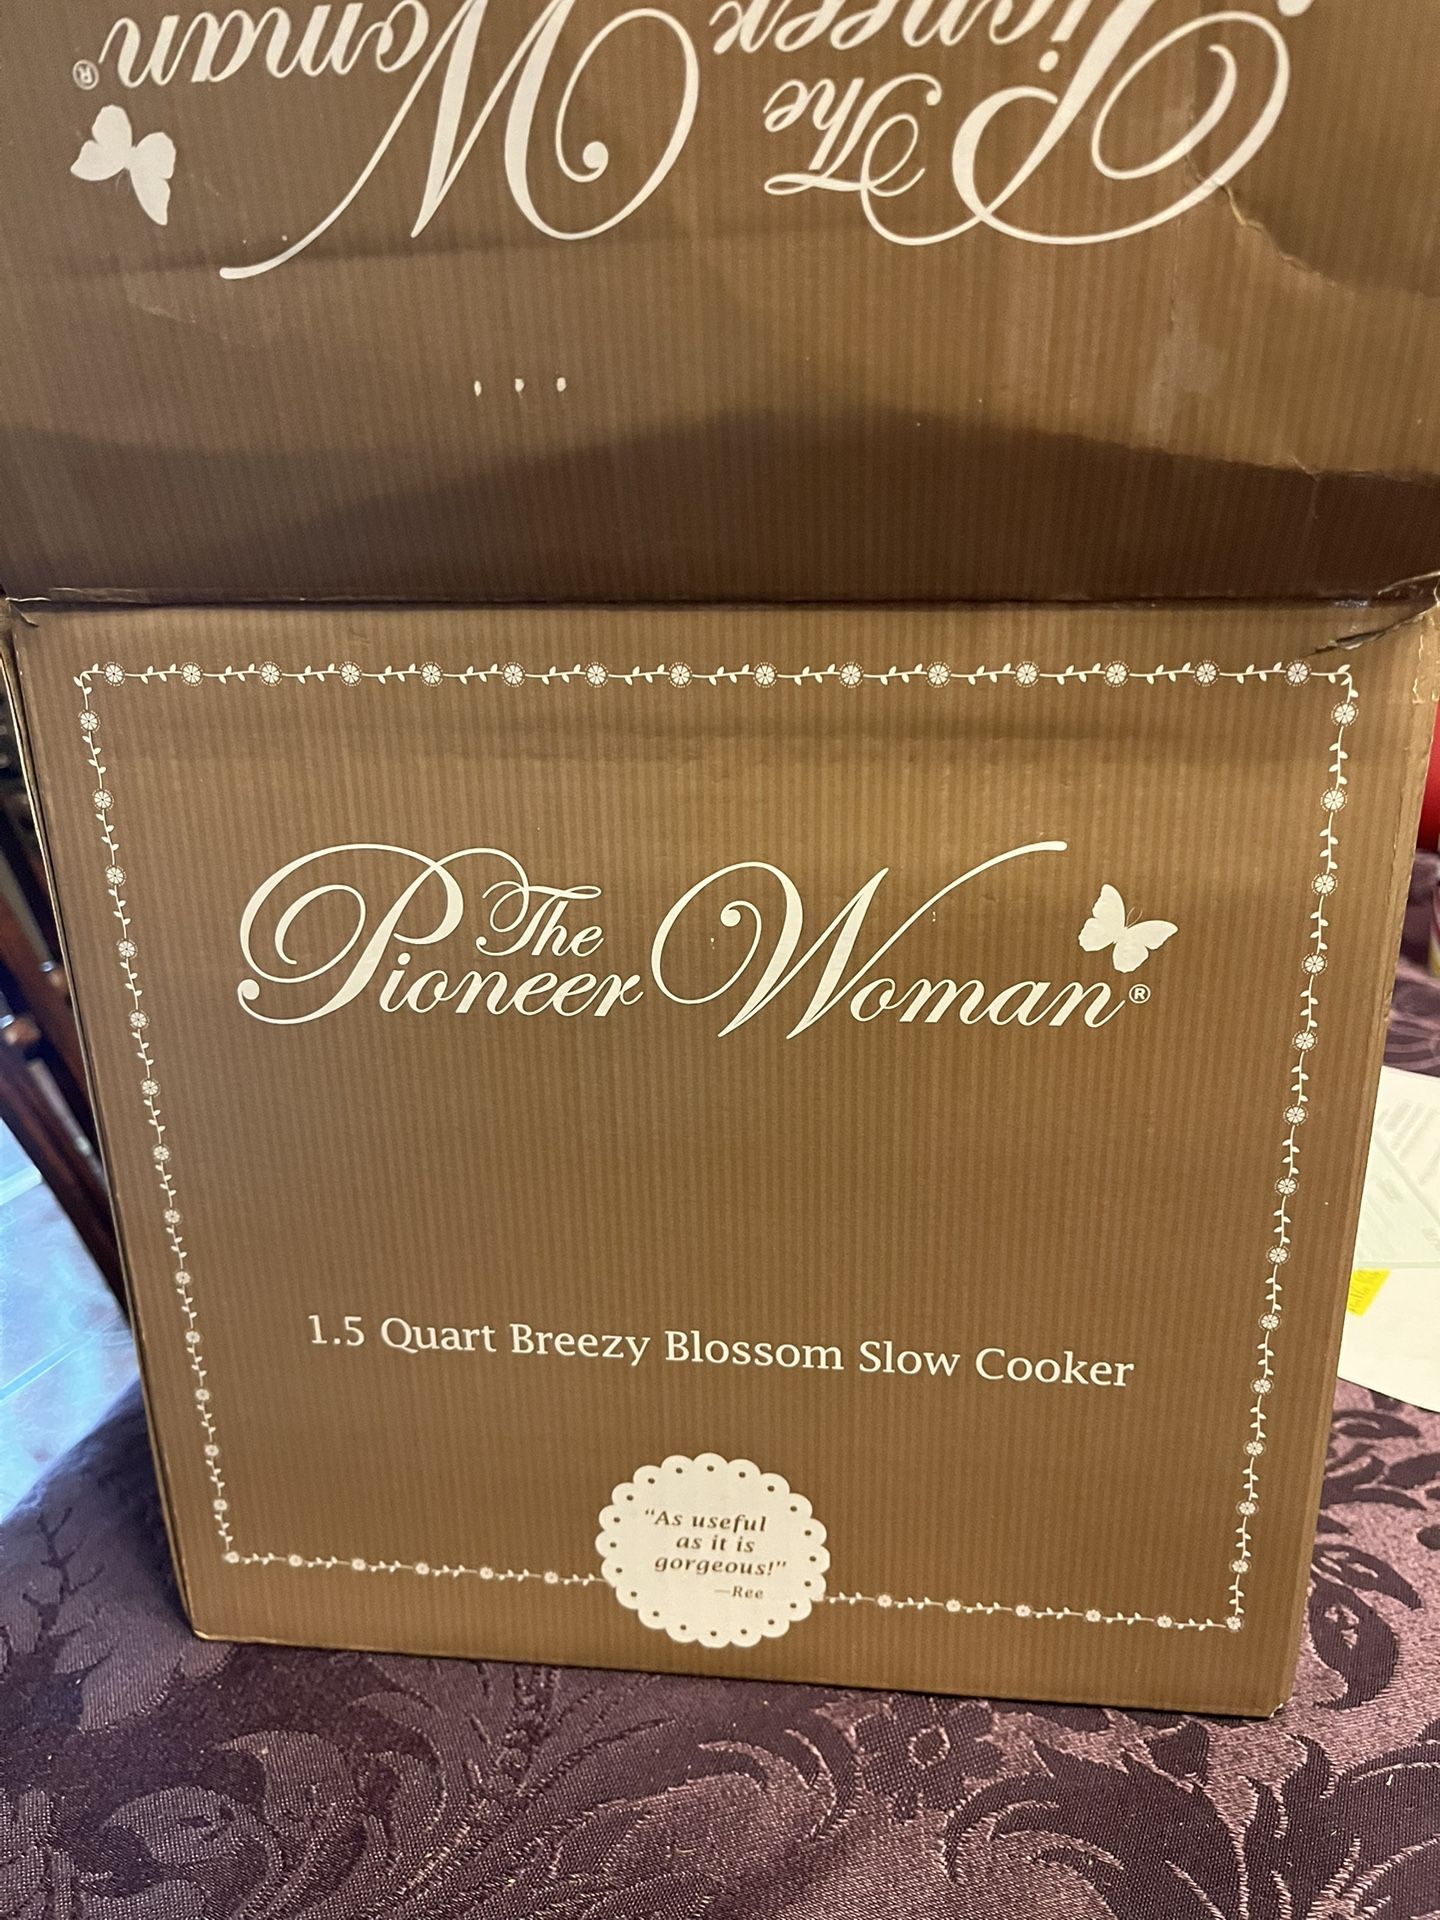 The
Pioneer
Woman®
The
Pioneer Woman®
1.5 Quart Breezy Blossom Slow Cooker
"As useful
as it is
gorgeous!"
—Ree